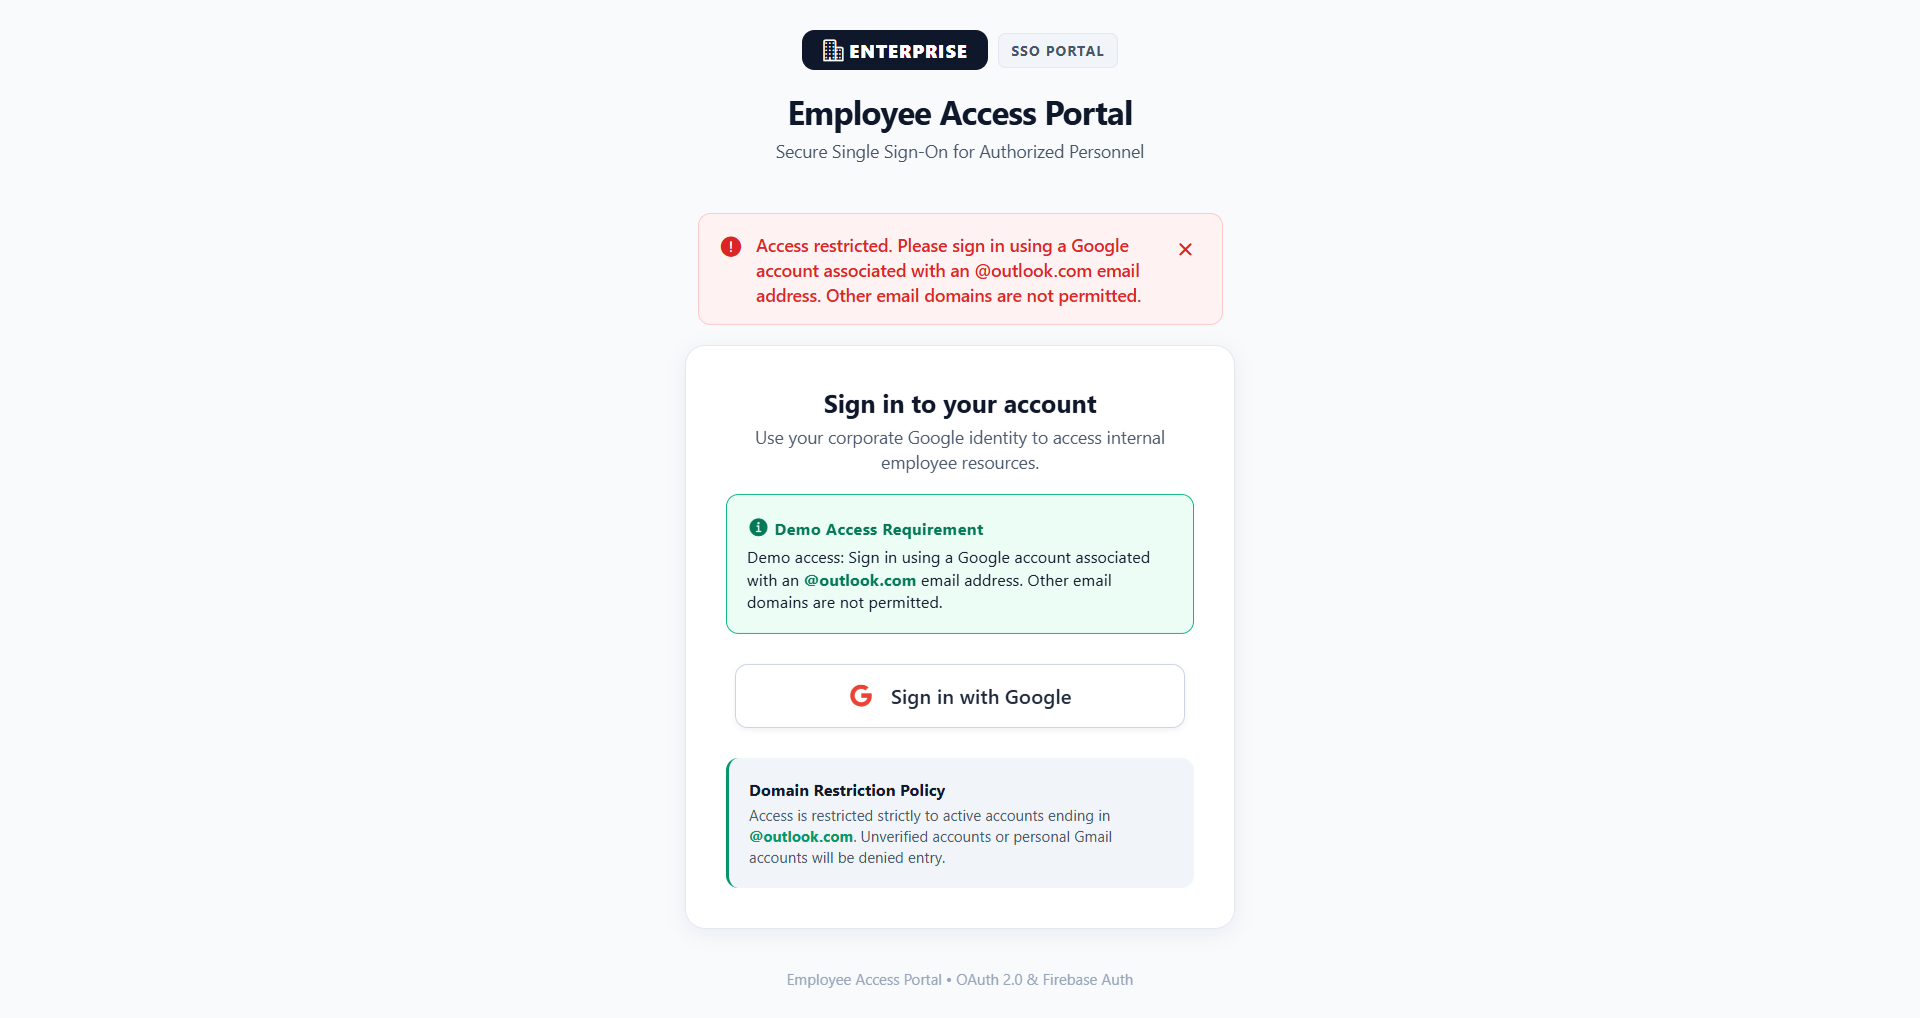 ENTERPRISE SSO PORTAL
Employee Access Portal
Secure Single Sign-On for Authorized Personnel
Access restricted. Please sign in using a Google
account associated with an @outlook.com email
address. Other email domains are not permitted.
Sign in to your account
Use your corporate Google identity to access internal
employee resources.
Demo Access Requirement
Demo access: Sign in using a Google account associated
with an @outlook.com email address. Other email
domains are not permitted.
Sign in with Google
Domain Restriction Policy
Access is restricted strictly to active accounts ending in
@outlook.com. Unverified accounts or personal Gmail
accounts will be denied entry.
Employee Access Portal • OAuth 2.0 & Firebase Auth